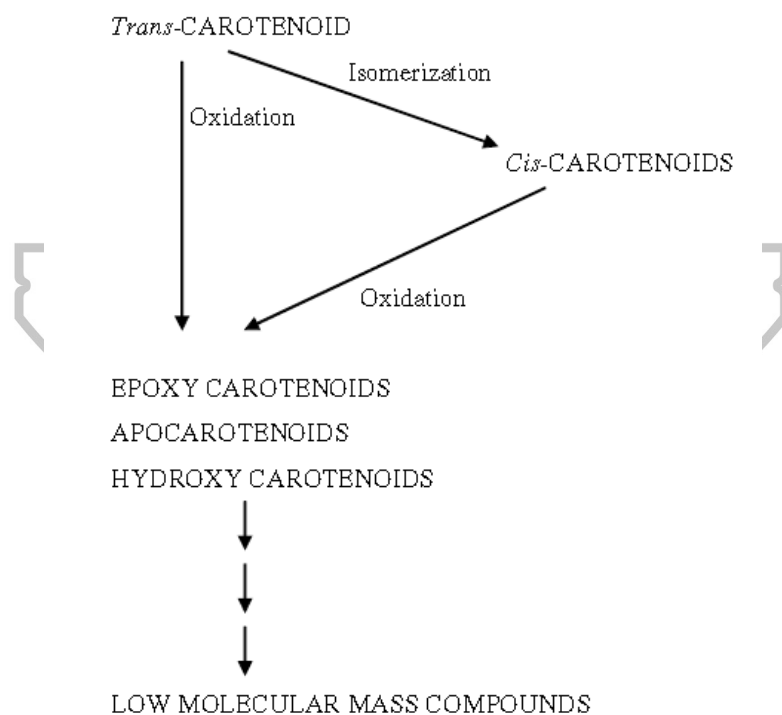 Trans-CAROTENOID
Isomerization
Oxidation
Cis-CAROTENOIDS
Oxidation
EPOXY CAROTENOIDS
APOCAROTENOIDS
HYDROXY CAROTENOIDS
LOW MOLECULAR MASS COMPOUNDS